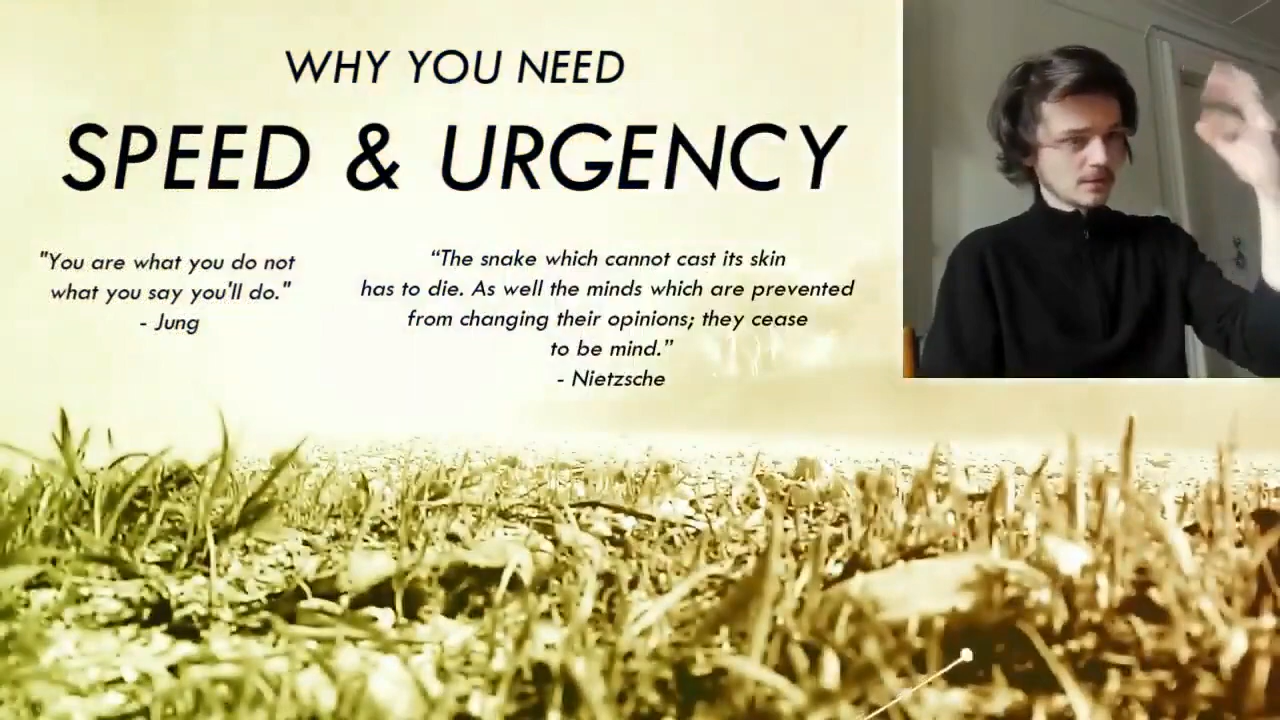 WHY YOU NEED
SPEED & URGENCY
"You are what you do not
what you say you'll do."
- Jung
“The snake which cannot cast its skin
has to die. As well the minds which are prevented
from changing their opinions; they cease
to be mind.”
- Nietzsche